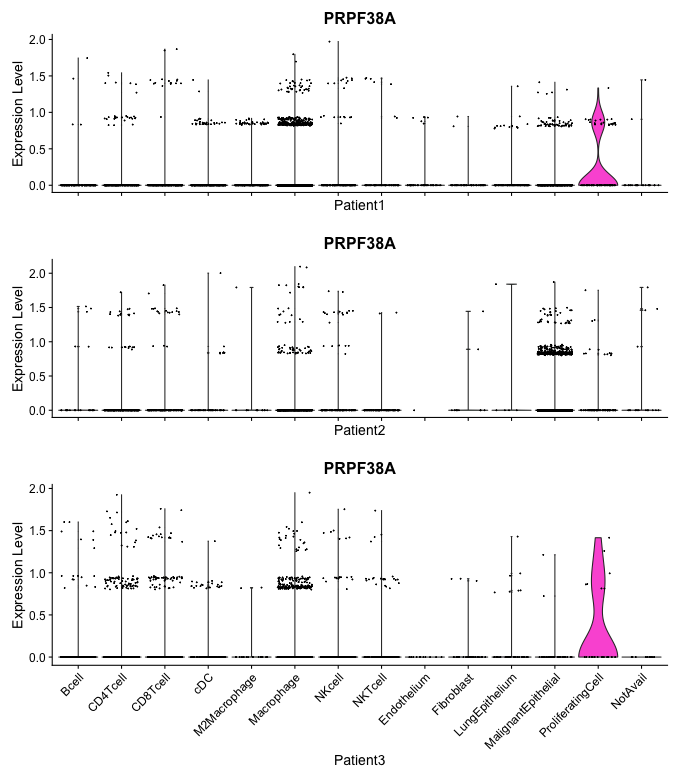 PRPF38A
2.0
1.5
1.0
0.5
0.0
Expression Level
Patient1
PRPF38A
2.0
1.5
1.0
0.5
0.0
Expression Level
Patient2
PRPF38A
2.0
1.5
1.0
0.5
0.0
Expression Level
Bcell
CD4Tcell
CD8Tcell
cDC
M2Macrophage
Macrophage
NKcell
NKTcell
Endothelium
Fibroblast
LungEpithelium
MalignantEpithelial
ProliferatingCell
NotAvail
Patient3